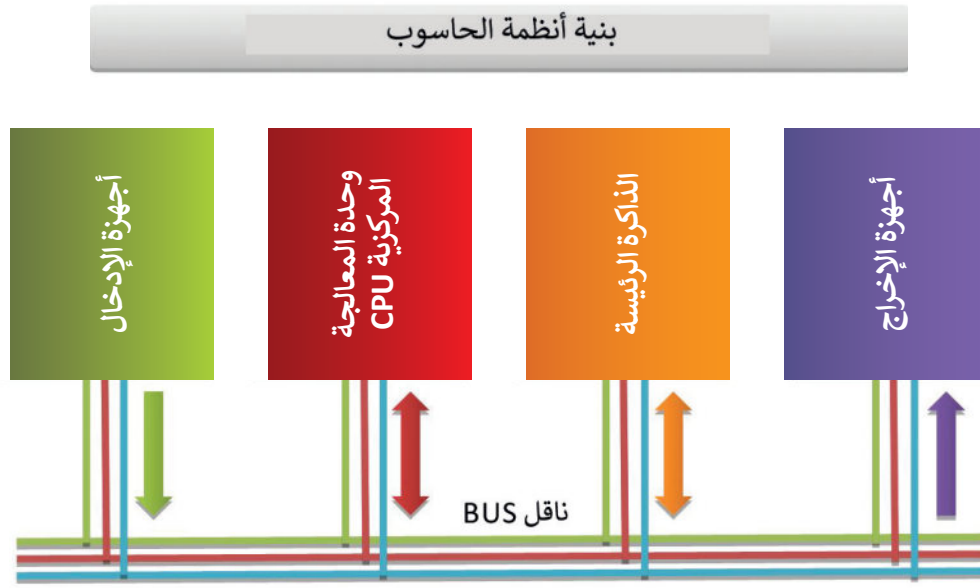 بنية أنظمة الحاسوب
أجهزة الإدخال
وحدة المعالجة
المركزية CPU
الذاكرة الرئيسة
أجهزة الإخراج
ناقل BUS